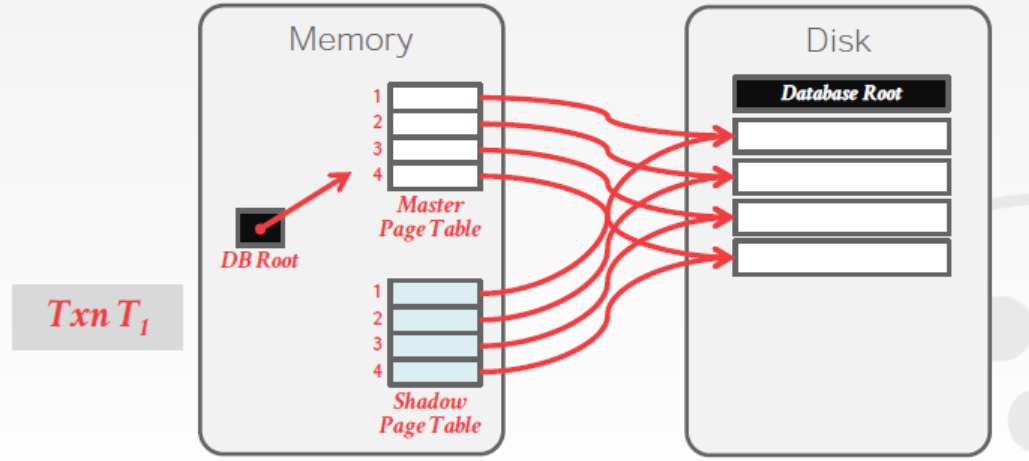 Memory
Disk
Database Root
1
2
3
4
Master
Page Table
DB Root
Txn T1
1
2
3
4
Shadow
Page Table